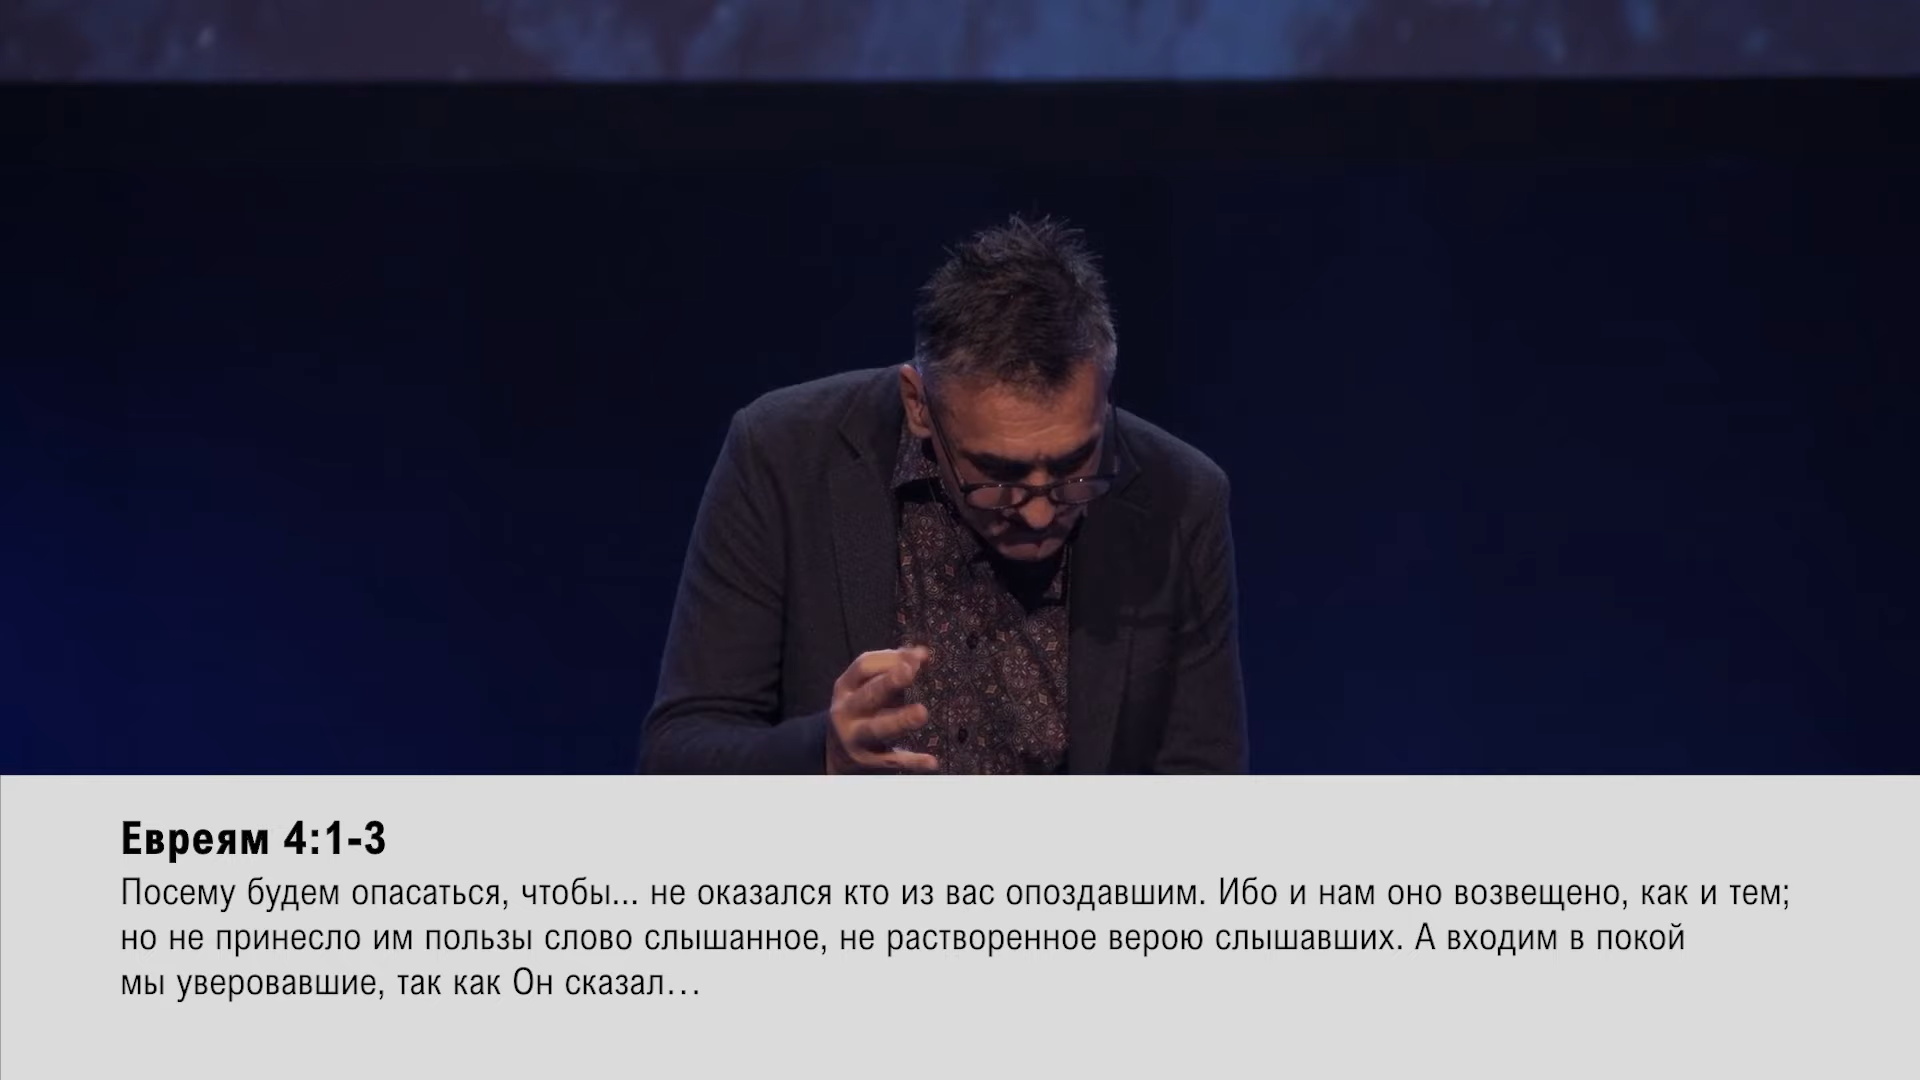 Евреям 4:1-3
Посему будем опасаться, чтобы... не оказался кто из вас опоздавшим. Ибо и нам оно возвещено, как и тем;
но не принесло им пользы слово слышанное, не растворенное верою слышавших. А входим в покой
мы уверовавшие, так как Он сказал...